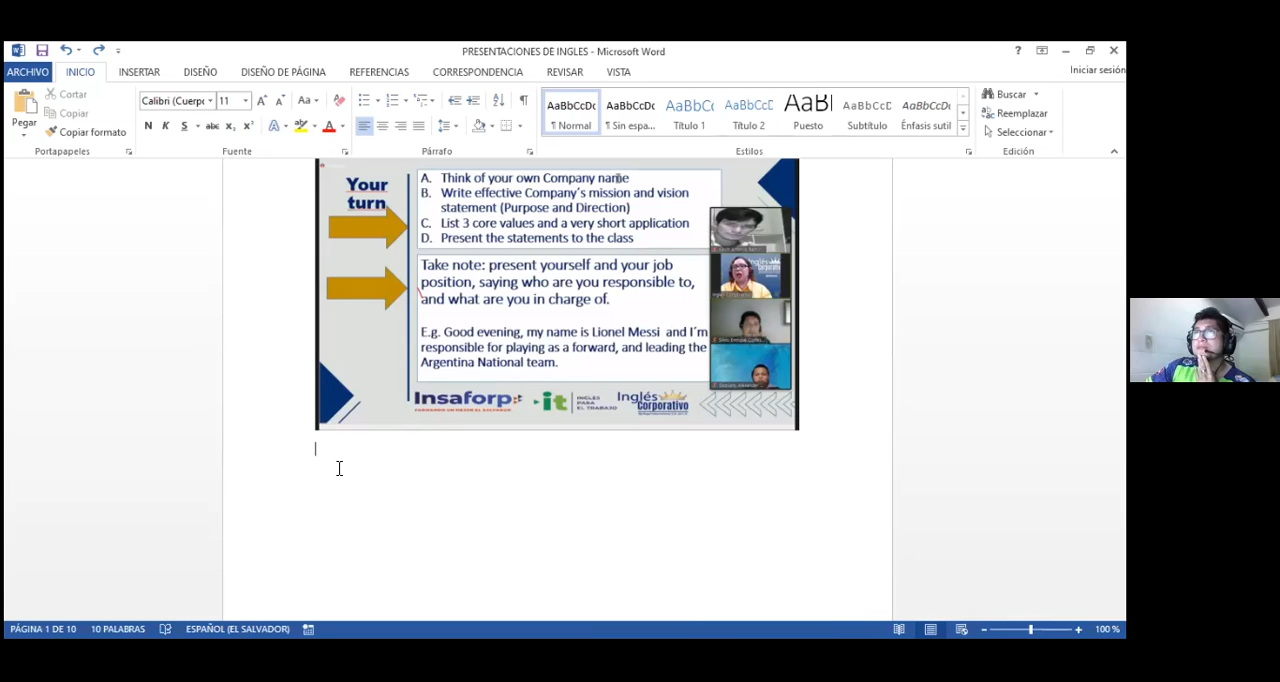 PRESENTACIONES DE INGLES - Microsoft Word
ARCHIVO INICIO INSERTAR DISEÑO DISEÑO DE PÁGINA REFERENCIAS CORRESPONDENCIA REVISAR VISTA
Iniciar sesión
Pegar
Cortar
Copiar
Copiar formato
Portapapeles
Calibri (Cuerp 11
Fuente
Párrafo
AaBbCcDc AaBbCcDc AaBbCc AaBbCcD AaBl AaBbCcD AaBbCcDc
¶ Normal ¶ Sin espa... Título 1 Título 2 Puesto Subtítulo Énfasis sutil
Estilos
Buscar
Reemplazar
Seleccionar
Edición
Your
turn
A. Think of your own Company name
B. Write effective Company´s mission and vision
statement (Purpose and Direction)
C. List 3 core values and a very short application
D. Present the statements to the class
Take note: present yourself and your job
position, saying who are you responsible to,
and what are you in charge of.
E.g. Good evening, my name is Lionel Messi and I´m
responsible for playing as a forward, and leading the
Argentina National team.
Insaforp
it INGLÉS PARA EL TRABAJO
Inglés
Corporativo
PÁGINA 1 DE 10 10 PALABRAS ESPAÑOL (EL SALVADOR) 100 %